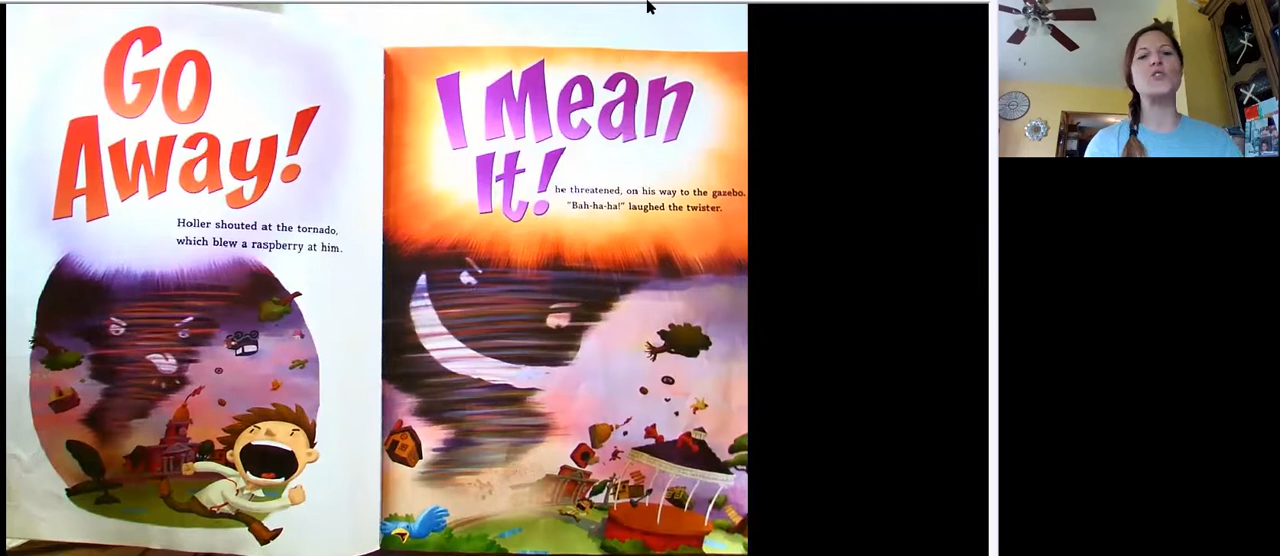 Go
Away!
Holler shouted at the tornado,
which blew a raspberry at him.
I Mean
It!
he threatened, on his way to the gazebo.
"Bah-ha-ha!" laughed the twister.